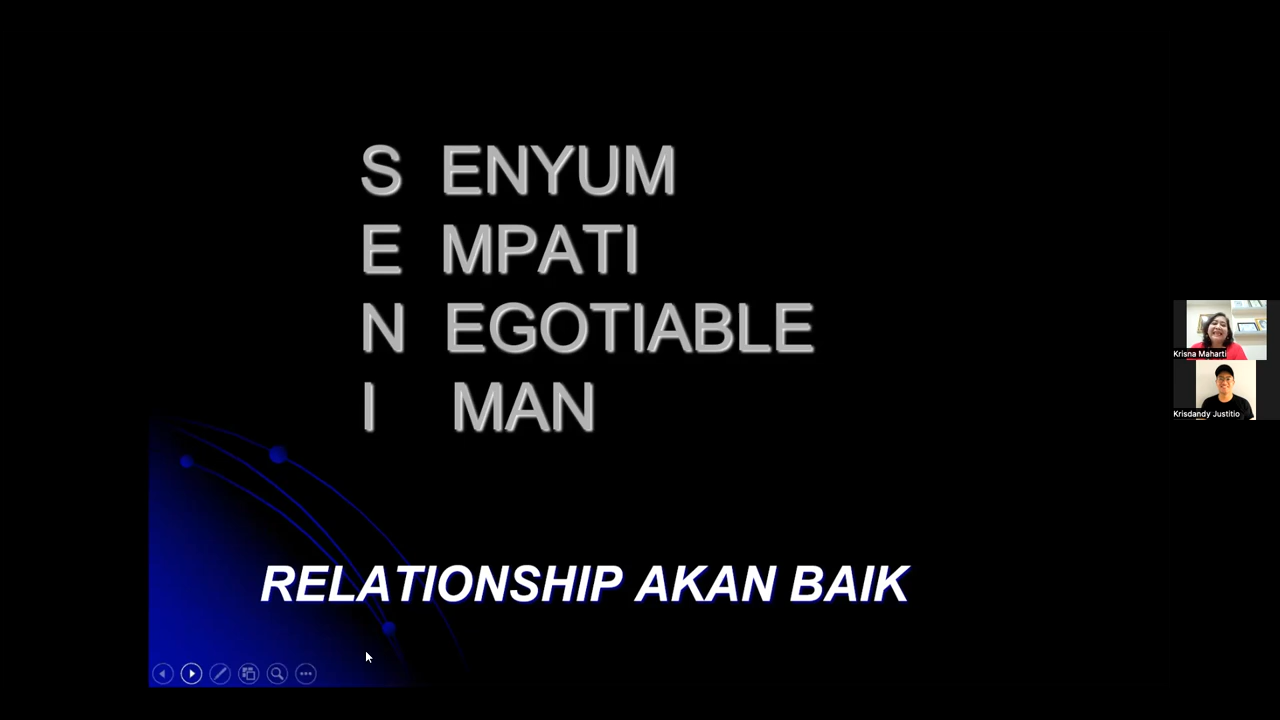 S ENYUM
E MPATI
N EGOTIABLE
I MAN
RELATIONSHIP AKAN BAIK
Krisna Maharti
Krisdandy Justitio